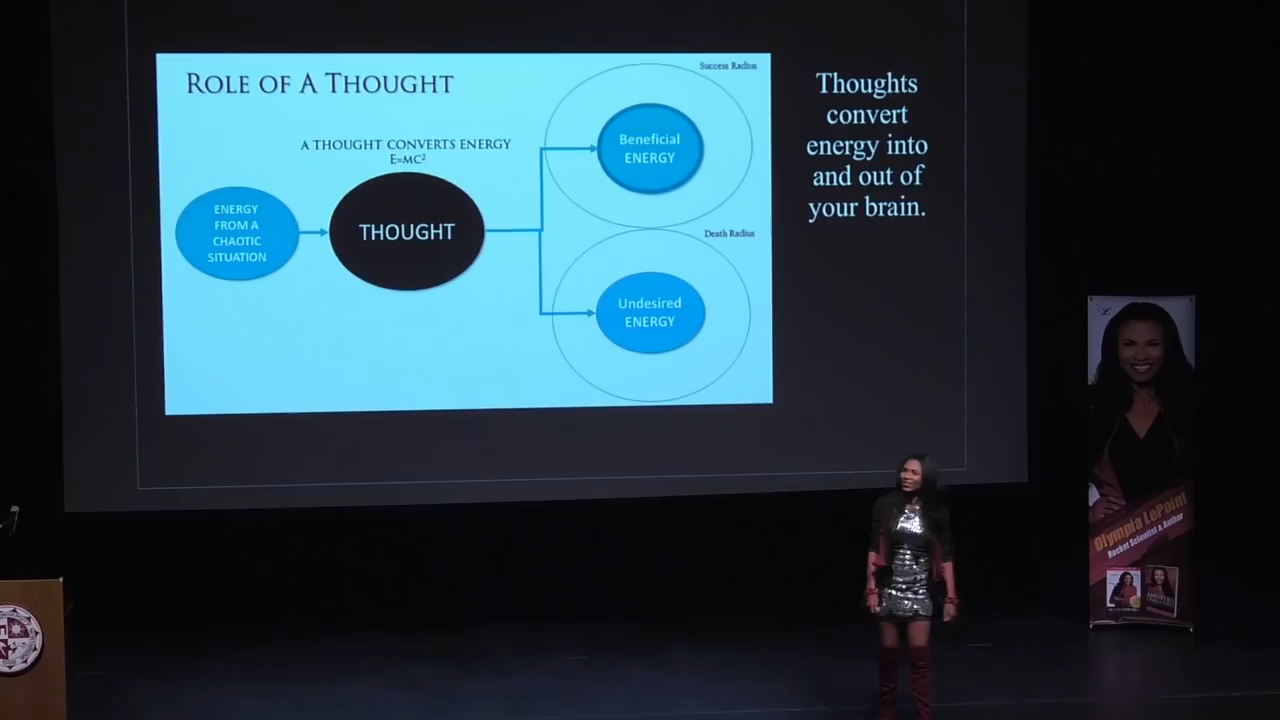 ROLE OF A THOUGHT
A THOUGHT CONVERTS ENERGY
E=MC²
ENERGY
FROM A
CHAOTIC
SITUATION
THOUGHT
Success Radius
Beneficial
ENERGY
Death Radius
Undesired
ENERGY
Thoughts
convert
energy into
and out of
your brain.
Olympia LePoint
Rocket Scientist & Author